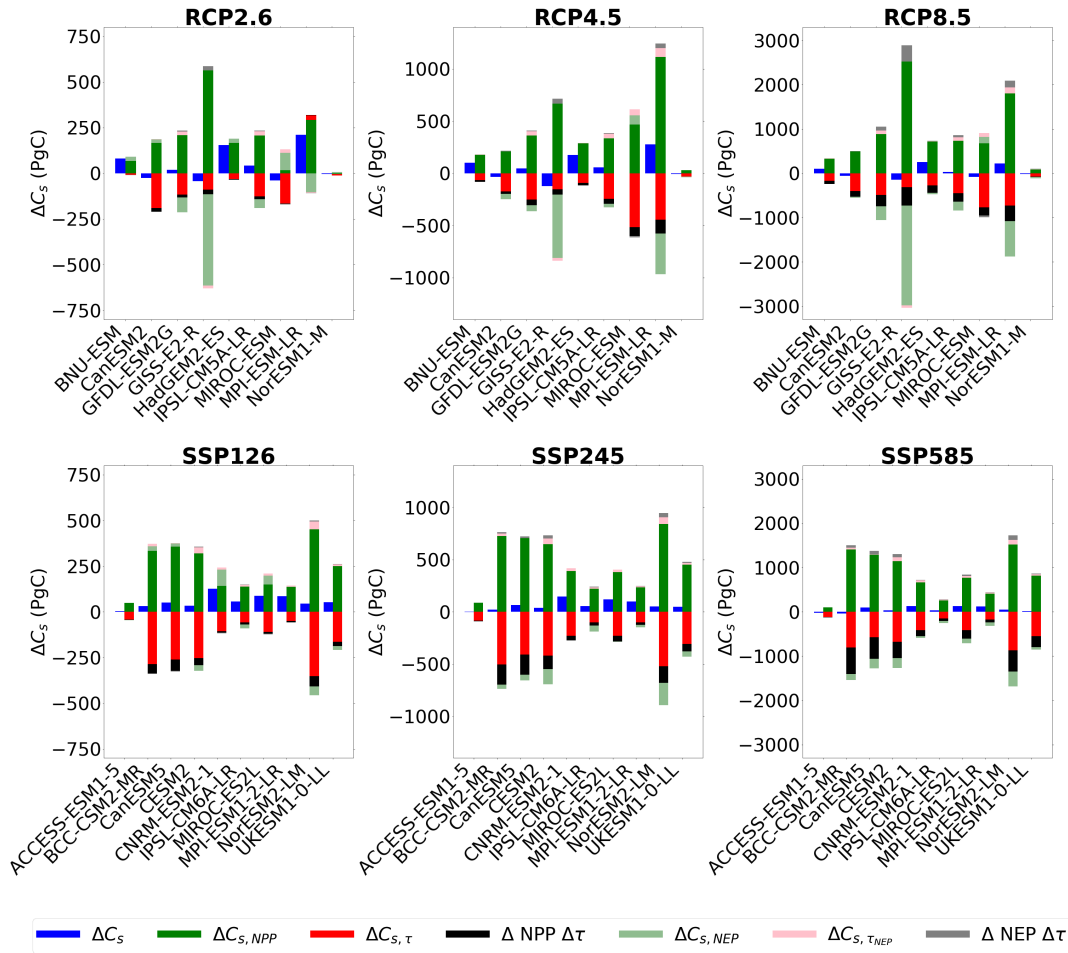 RCP2.6
RCP4.5
RCP8.5
ΔC_s (PgC)
750
500
250
0
−250
−500
−750
BNU-ESM
CanESM2
GFDL-ESM2G
GISS-E2-R
HadGEM2-ES
IPSL-CM5A-LR
MIROC-ESM
MPI-ESM-LR
NorESM1-M
ΔC_s (PgC)
1000
500
0
−500
−1000
BNU-ESM
CanESM2
GFDL-ESM2G
GISS-E2-R
HadGEM2-ES
IPSL-CM5A-LR
MIROC-ESM
MPI-ESM-LR
NorESM1-M
ΔC_s (PgC)
3000
2000
1000
0
−1000
−2000
−3000
BNU-ESM
CanESM2
GFDL-ESM2G
GISS-E2-R
HadGEM2-ES
IPSL-CM5A-LR
MIROC-ESM
MPI-ESM-LR
NorESM1-M
SSP126
SSP245
SSP585
ΔC_s (PgC)
750
500
250
0
−250
−500
−750
ACCESS-ESM1-5
BCC-CSM2-MR
CanESM5
CESM2
CNRM-ESM2-1
IPSL-CM6A-LR
MIROC-ES2L
MPI-ESM1-2-LR
NorESM2-LM
UKESM1-0-LL
ΔC_s (PgC)
1000
500
0
−500
−1000
ACCESS-ESM1-5
BCC-CSM2-MR
CanESM5
CESM2
CNRM-ESM2-1
IPSL-CM6A-LR
MIROC-ES2L
MPI-ESM1-2-LR
NorESM2-LM
UKESM1-0-LL
ΔC_s (PgC)
3000
2000
1000
0
−1000
−2000
−3000
ACCESS-ESM1-5
BCC-CSM2-MR
CanESM5
CESM2
CNRM-ESM2-1
IPSL-CM6A-LR
MIROC-ES2L
MPI-ESM1-2-LR
NorESM2-LM
UKESM1-0-LL
ΔC_s ΔC_{s, NPP} ΔC_{s, τ} Δ NPP Δτ ΔC_{s, NEP} ΔC_{s, τ_{NEP}} Δ NEP Δτ